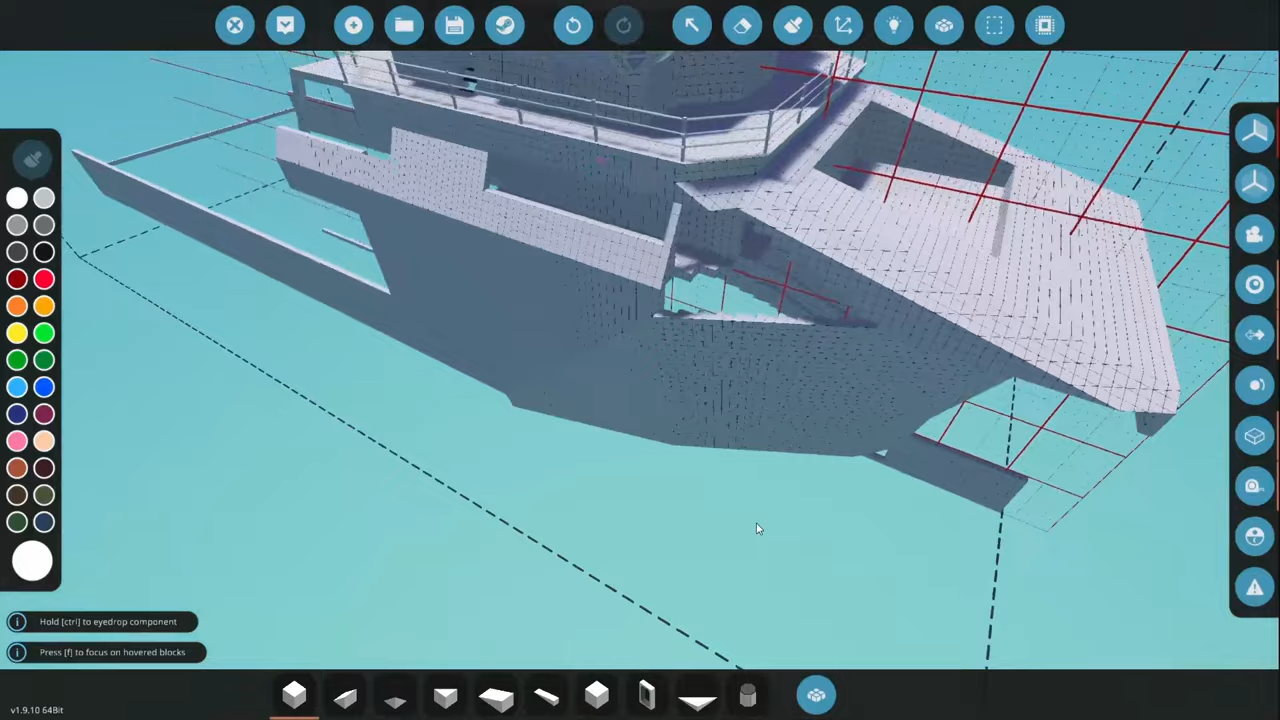 Hold [ctrl] to eyedrop component
Press [f] to focus on hovered blocks
v1.9.10 64Bit